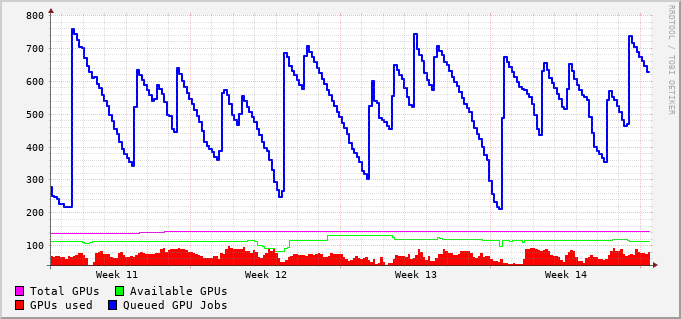 800
700
600
500
400
300
200
100
Week 11 Week 12 Week 13 Week 14
Total GPUs Available GPUs
GPUs used Queued GPU Jobs
RRDTOOL / TOBI OETIKER